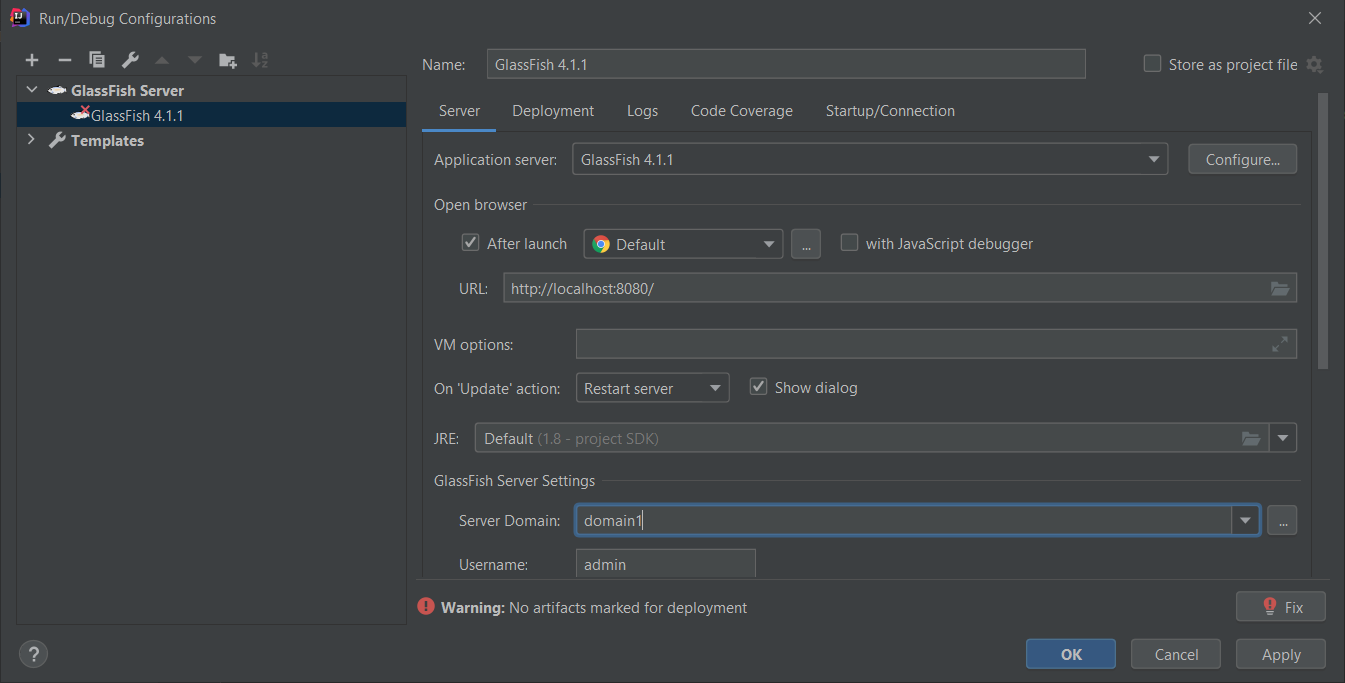 Run/Debug Configurations
GlassFish Server
GlassFish 4.1.1
Templates
Name: GlassFish 4.1.1 Store as project file
Server Deployment Logs Code Coverage Startup/Connection
Application server: GlassFish 4.1.1 Configure...
Open browser
After launch Default ... with JavaScript debugger
URL: http://localhost:8080/
VM options:
On 'Update' action: Restart server Show dialog
JRE: Default (1.8 - project SDK)
GlassFish Server Settings
Server Domain: domain1 ...
Username: admin
Warning: No artifacts marked for deployment Fix
? OK Cancel Apply